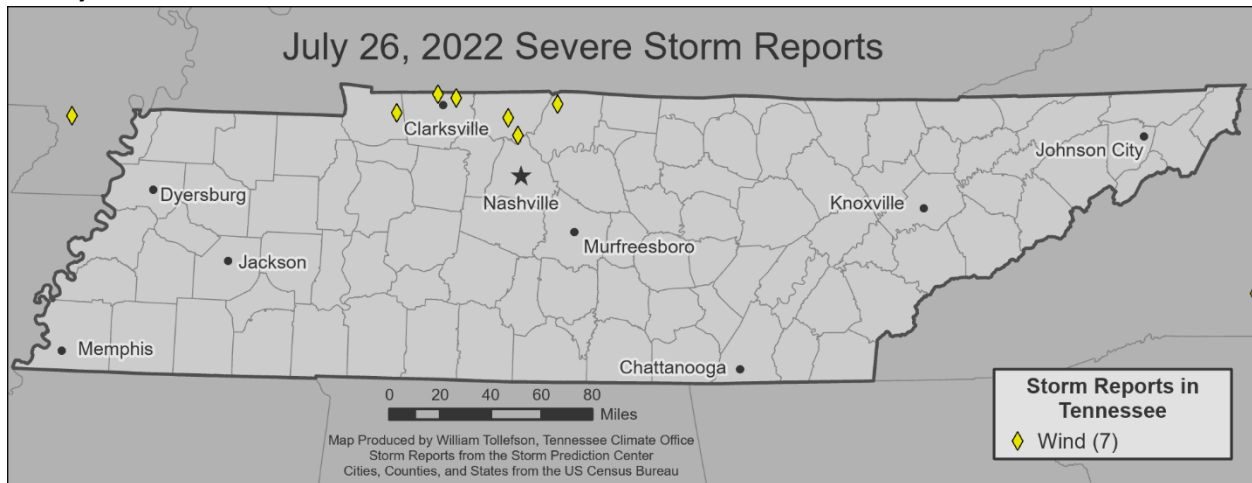 July 26, 2022 Severe Storm Reports
Clarksville
Johnson City
Dyersburg
Nashville
Knoxville
Murfreesboro
Jackson
Memphis
Chattanooga
0 20 40 60 80
Miles
Map Produced by William Tollefson, Tennessee Climate Office
Storm Reports from the Storm Prediction Center
Cities, Counties, and States from the US Census Bureau
Storm Reports in
Tennessee
Wind (7)